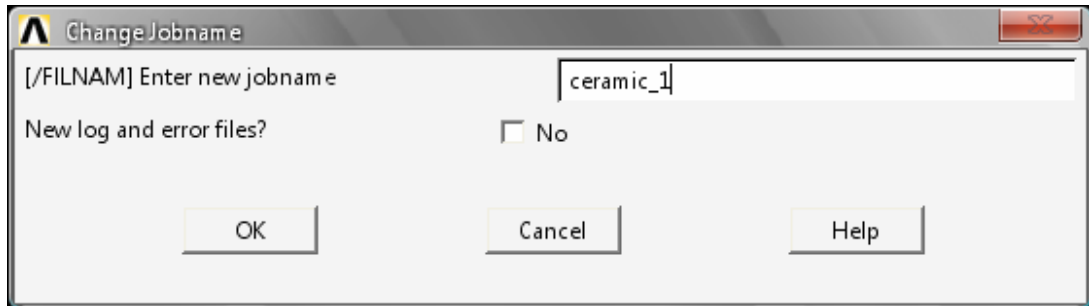 Change Jobname
[/FILNAM] Enter new jobname ceramic_1
New log and error files? No
OK Cancel Help